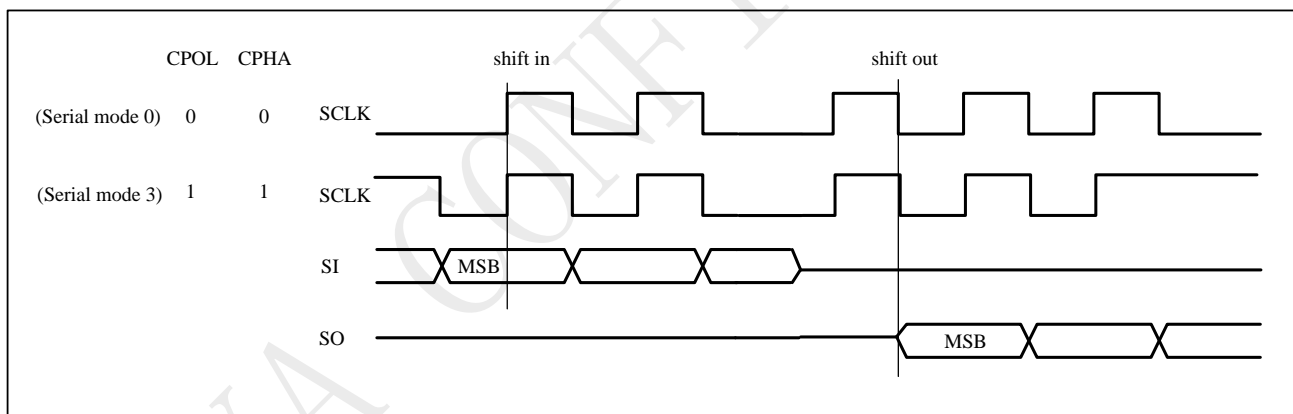 CPOL CPHA shift in shift out
(Serial mode 0) 0 0 SCLK
(Serial mode 3) 1 1 SCLK
SI MSB
SO MSB